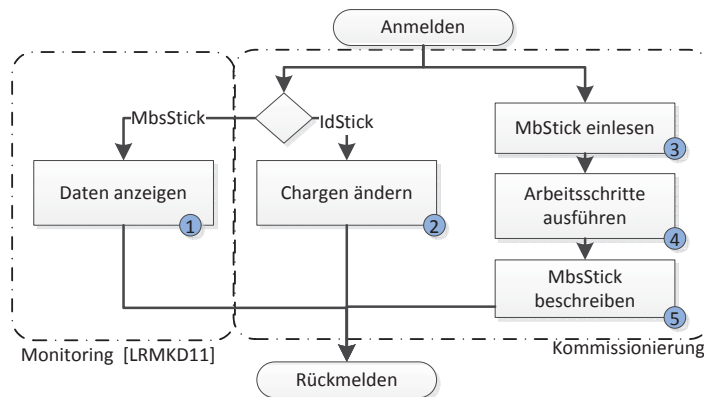 Anmelden
MbsStick
IdStick
MbStick einlesen
3
Daten anzeigen
1
Chargen ändern
2
Arbeitsschritte
ausführen
4
MbsStick
beschreiben
5
Monitoring [LRMKD11]
Kommissionierung
Rückmelden